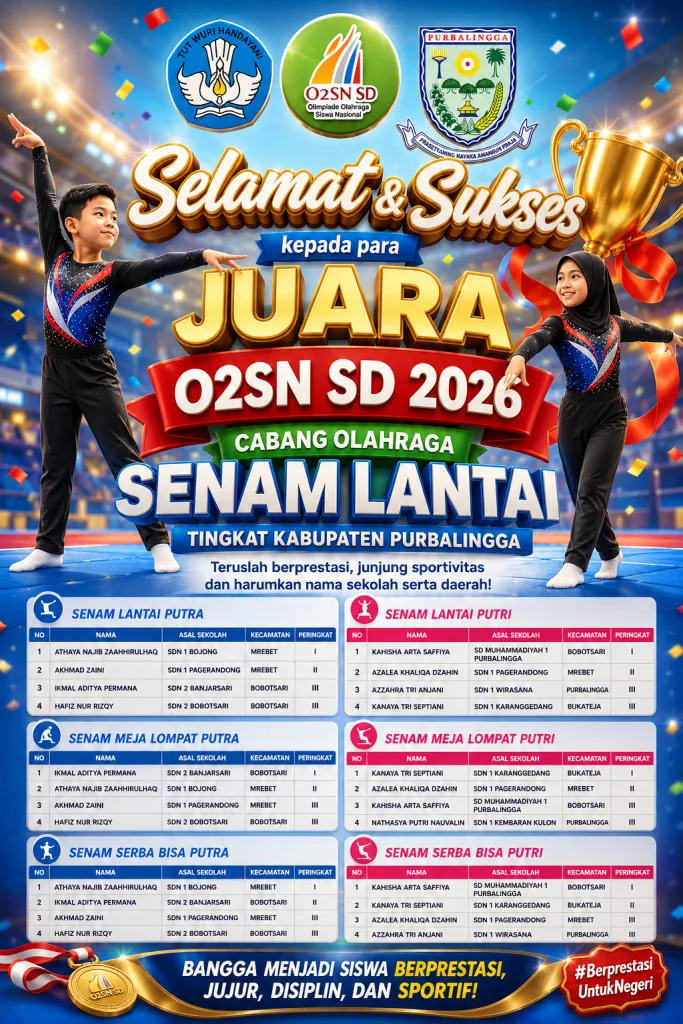 TUT WURI HANDAYANI
O2SN SD
Olimpiade Olahraga
Siswa Nasional
PURBALINGGA
PRASETYANING NAYAKA AMANGUN PRAJA
Selamat & Sukses
kepada para
JUARA
O2SN SD 2026
CABANG OLAHRAGA
SENAM LANTAI
TINGKAT KABUPATEN PURBALINGGA
Teruslah berprestasi, junjung sportivitas
dan harumkan nama sekolah serta daerah!
SENAM LANTAI PUTRA
NO NAMA ASAL SEKOLAH KECAMATAN PERINGKAT
1 ATHAYA NAJIB ZAAHHIRULHAQ SDN 1 BOJONG MREBET I
2 AKHMAD ZAINI SDN 1 PAGERANDONG MREBET II
3 IKMAL ADITYA PERMANA SDN 2 BANJARSARI BOBOTSARI III
4 HAFIZ NUR RIZQY SDN 2 BOBOTSARI BOBOTSARI III
SENAM LANTAI PUTRI
NO NAMA ASAL SEKOLAH KECAMATAN PERINGKAT
1 KAHISHA ARTA SAFFIYA SD MUHAMMADIYAH 1 PURBALINGGA BOBOTSARI I
2 AZALEA KHALIQA DZAHIN SDN 1 PAGERANDONG MREBET II
3 AZZAHRA TRI ANJANI SDN 1 WIRASANA PURBALINGGA III
4 KANAYA TRI SEPTIANI SDN 1 KARANGGEDANG BUKATEJA III
SENAM MEJA LOMPAT PUTRA
NO NAMA ASAL SEKOLAH KECAMATAN PERINGKAT
1 IKMAL ADITYA PERMANA SDN 2 BANJARSARI BOBOTSARI I
2 ATHAYA NAJIB ZAAHHIRULHAQ SDN 1 BOJONG MREBET II
3 AKHMAD ZAINI SDN 1 PAGERANDONG MREBET III
4 HAFIZ NUR RIZQY SDN 2 BOBOTSARI BOBOTSARI III
SENAM MEJA LOMPAT PUTRI
NO NAMA ASAL SEKOLAH KECAMATAN PERINGKAT
1 KANAYA TRI SEPTIANI SDN 1 KARANGGEDANG BUKATEJA I
2 AZALEA KHALIQA DZAHIN SDN 1 PAGERANDONG MREBET II
3 KAHISHA ARTA SAFFIYA SD MUHAMMADIYAH 1 PURBALINGGA BOBOTSARI III
4 NATHASYA PUTRI NAUVALIN SDN 1 KEMBARAN KULON PURBALINGGA III
SENAM SERBA BISA PUTRA
NO NAMA ASAL SEKOLAH KECAMATAN PERINGKAT
1 ATHAYA NAJIB ZAAHHIRULHAQ SDN 1 BOJONG MREBET I
2 IKMAL ADITYA PERMANA SDN 2 BANJARSARI BOBOTSARI II
3 AKHMAD ZAINI SDN 1 PAGERANDONG MREBET III
4 HAFIZ NUR RIZQY SDN 2 BOBOTSARI BOBOTSARI III
SENAM SERBA BISA PUTRI
NO NAMA ASAL SEKOLAH KECAMATAN PERINGKAT
1 KAHISHA ARTA SAFFIYA SD MUHAMMADIYAH 1 PURBALINGGA BOBOTSARI I
2 KANAYA TRI SEPTIANI SDN 1 KARANGGEDANG BUKATEJA II
3 AZALEA KHALIQA DZAHIN SDN 1 PAGERANDONG MREBET III
4 AZZAHRA TRI ANJANI SDN 1 WIRASANA PURBALINGGA III
O2SN SD
BANGGA MENJADI SISWA BERPRESTASI,
JUJUR, DISIPLIN, DAN SPORTIF!
#Berprestasi
UntukNegeri